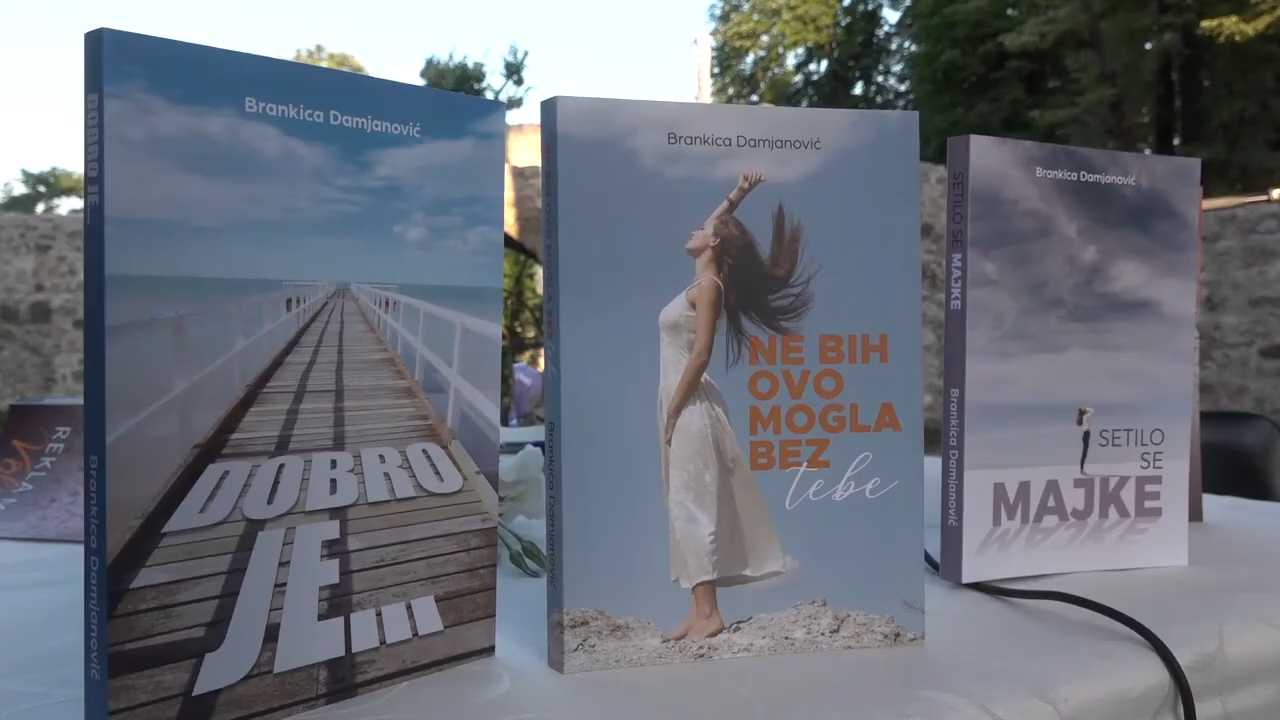 DOBRO JE...
Brankica Damjanović
Brankica Damjanović
DOBRO
JE...
Brankica Damjanović
Brankica Damjanović
NE BIH
OVO
MOGLA
BEZ
tebe
SETILO SE MAJKE
Brankica Damjanović
Brankica Damjanović
SETILO
SE
MAJKE
REKLA